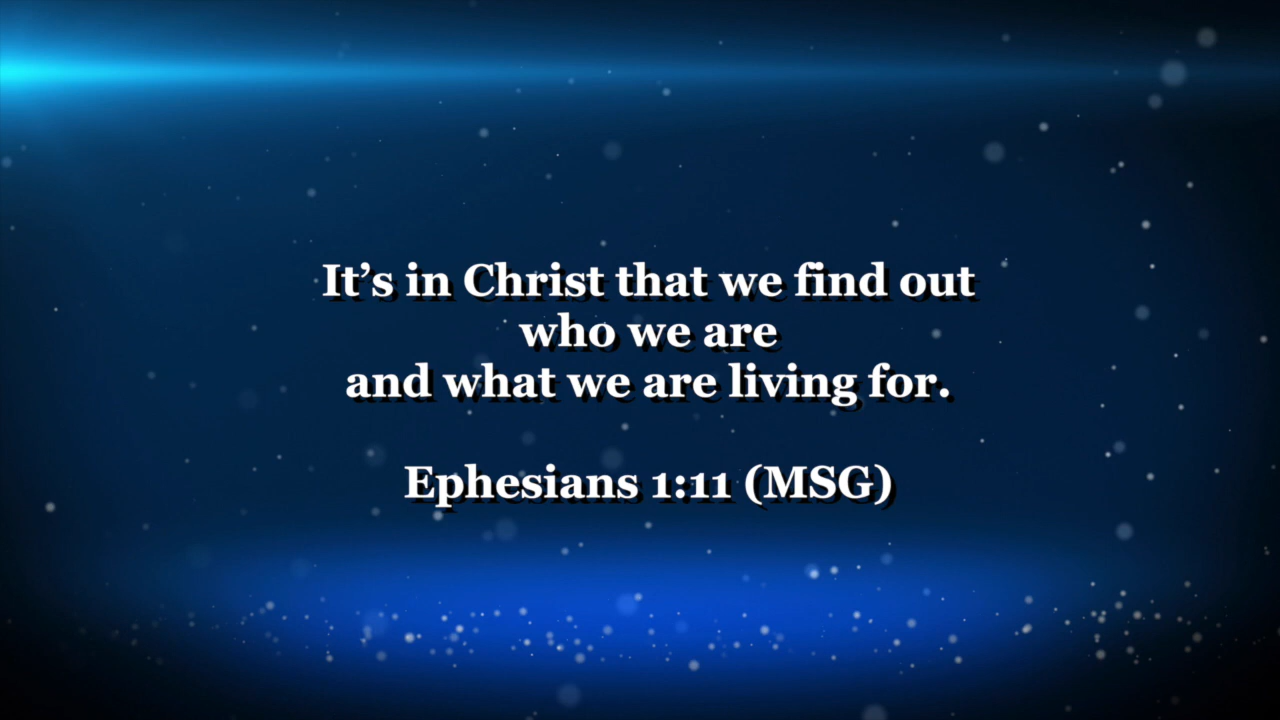 It’s in Christ that we find out
who we are
and what we are living for.
Ephesians 1:11 (MSG)